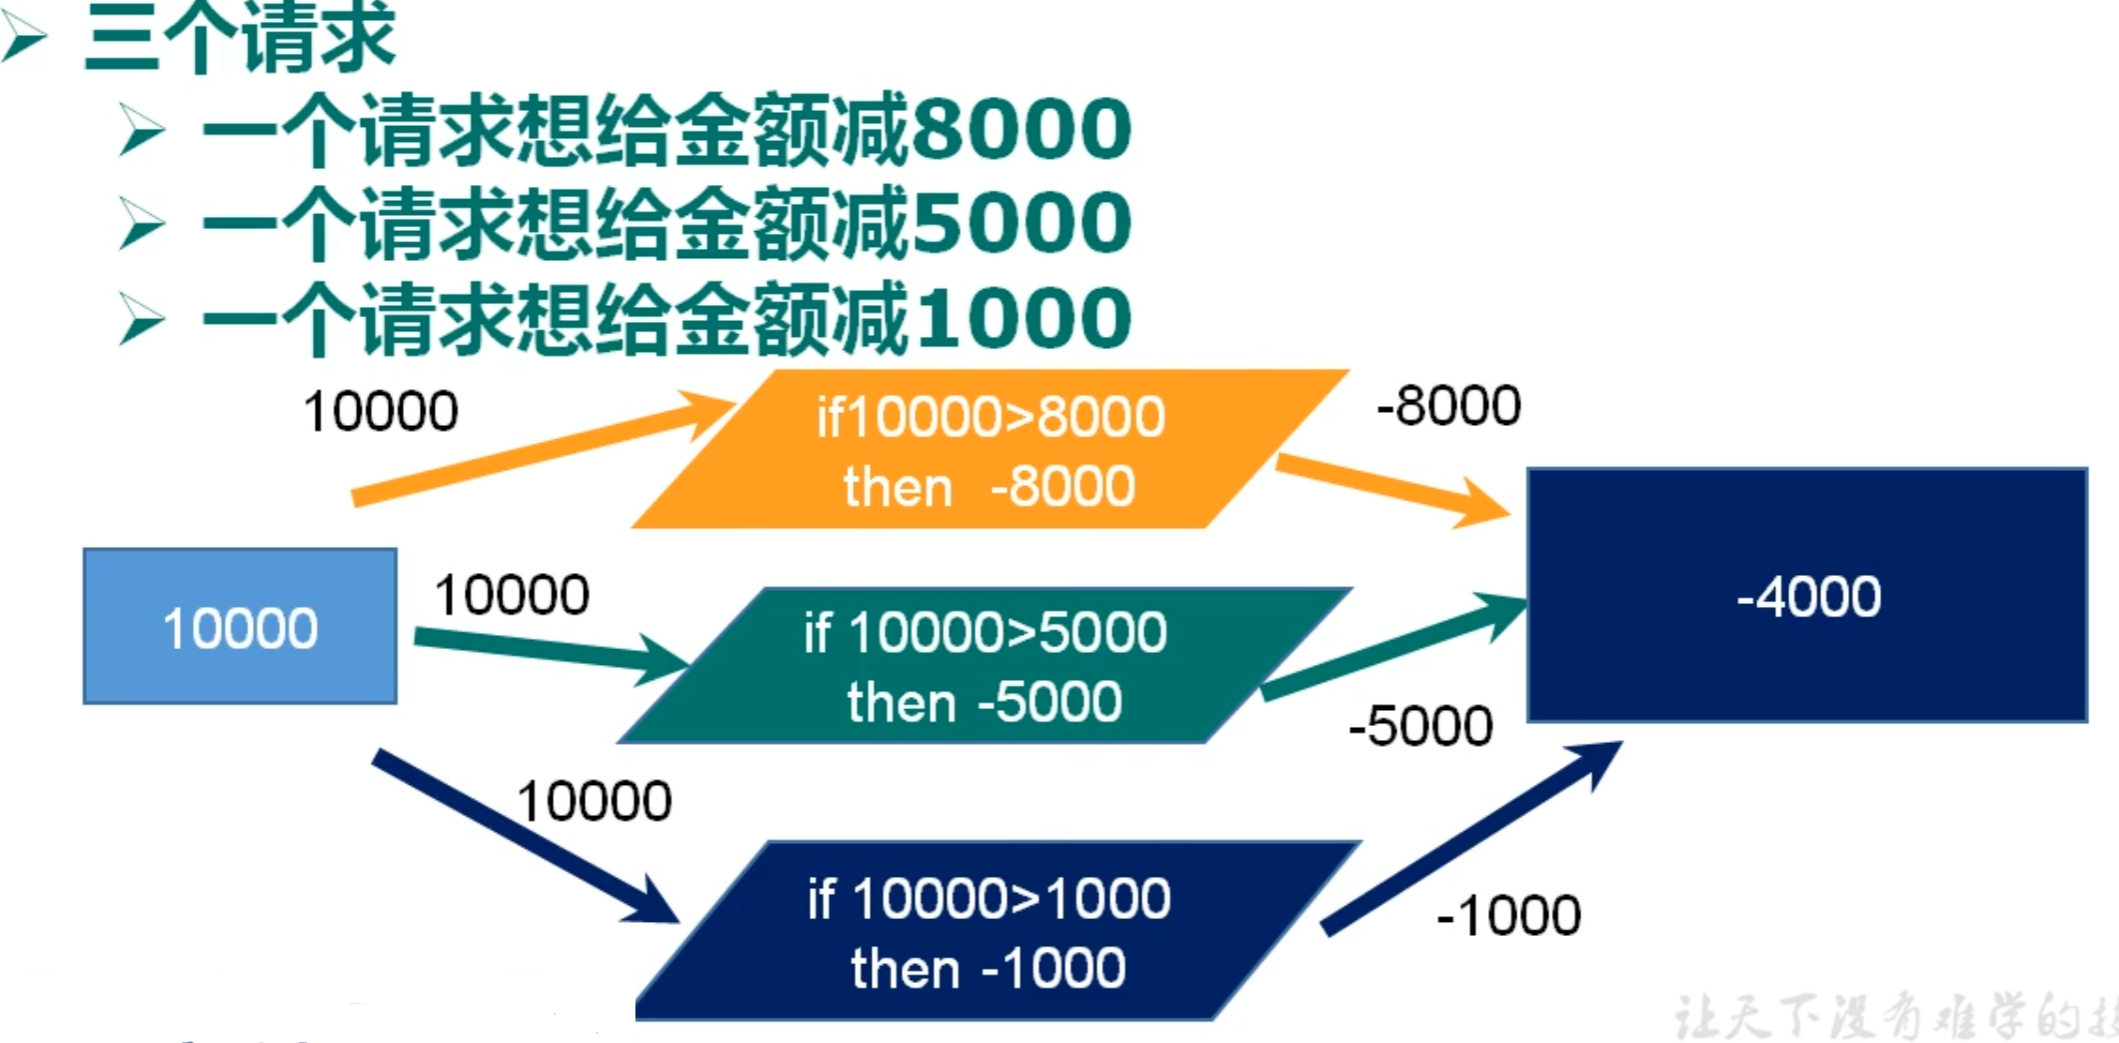 三个请求
一个请求想给金额减8000
一个请求想给金额减5000
一个请求想给金额减1000
10000
if10000>8000
then -8000
-8000
10000
10000
if 10000>5000
then -5000
-5000
-4000
10000
if 10000>1000
then -1000
-1000
让天下没有难学的技